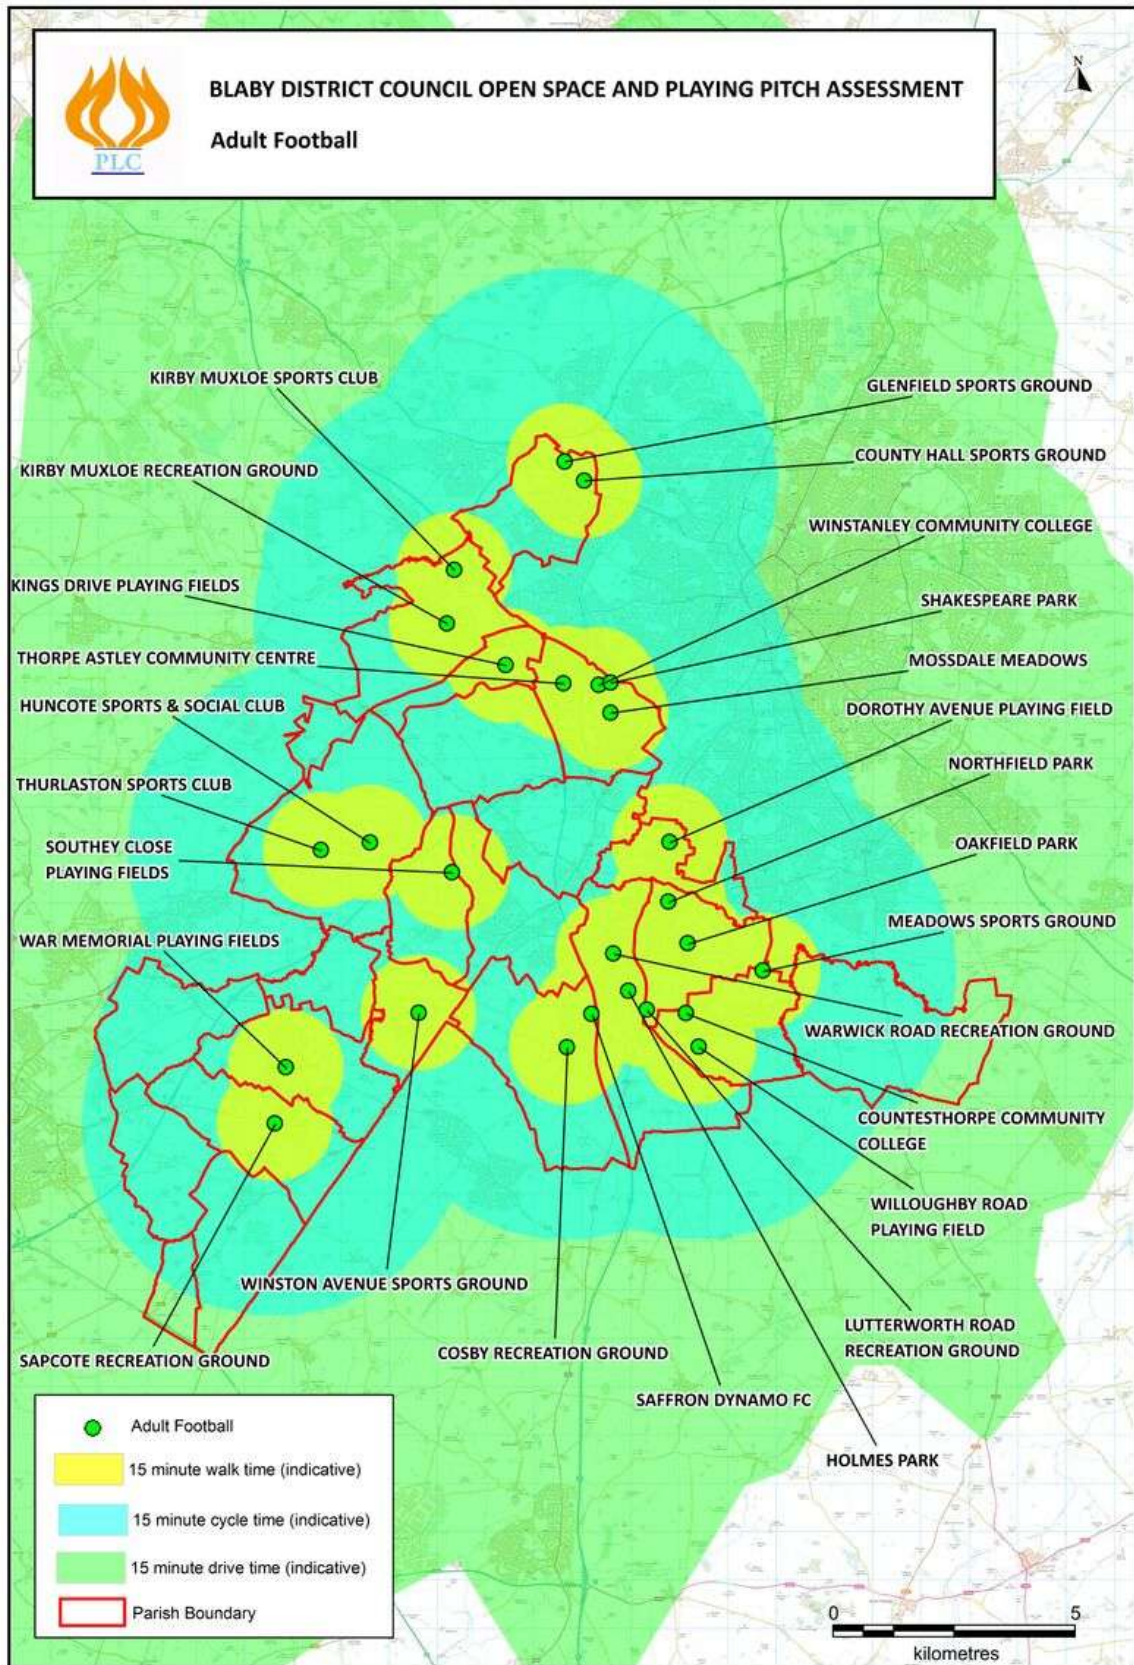 BLABY DISTRICT COUNCIL OPEN SPACE AND PLAYING PITCH ASSESSMENT
Adult Football
PLC
N
KIRBY MUXLOE SPORTS CLUB
GLENFIELD SPORTS GROUND
KIRBY MUXLOE RECREATION GROUND
COUNTY HALL SPORTS GROUND
WINSTANLEY COMMUNITY COLLEGE
KINGS DRIVE PLAYING FIELDS
SHAKESPEARE PARK
THORPE ASTLEY COMMUNITY CENTRE
MOSSDALE MEADOWS
HUNCOTE SPORTS & SOCIAL CLUB
DOROTHY AVENUE PLAYING FIELD
THURLASTON SPORTS CLUB
NORTHFIELD PARK
SOUTHEY CLOSE
PLAYING FIELDS
OAKFIELD PARK
MEADOWS SPORTS GROUND
WAR MEMORIAL PLAYING FIELDS
WARWICK ROAD RECREATION GROUND
COUNTESTHORPE COMMUNITY
COLLEGE
WILLOUGHBY ROAD
PLAYING FIELD
WINSTON AVENUE SPORTS GROUND
LUTTERWORTH ROAD
RECREATION GROUND
SAPCOTE RECREATION GROUND
COSBY RECREATION GROUND
SAFFRON DYNAMO FC
HOLMES PARK
Adult Football
15 minute walk time (indicative)
15 minute cycle time (indicative)
15 minute drive time (indicative)
Parish Boundary
0 5
kilometres